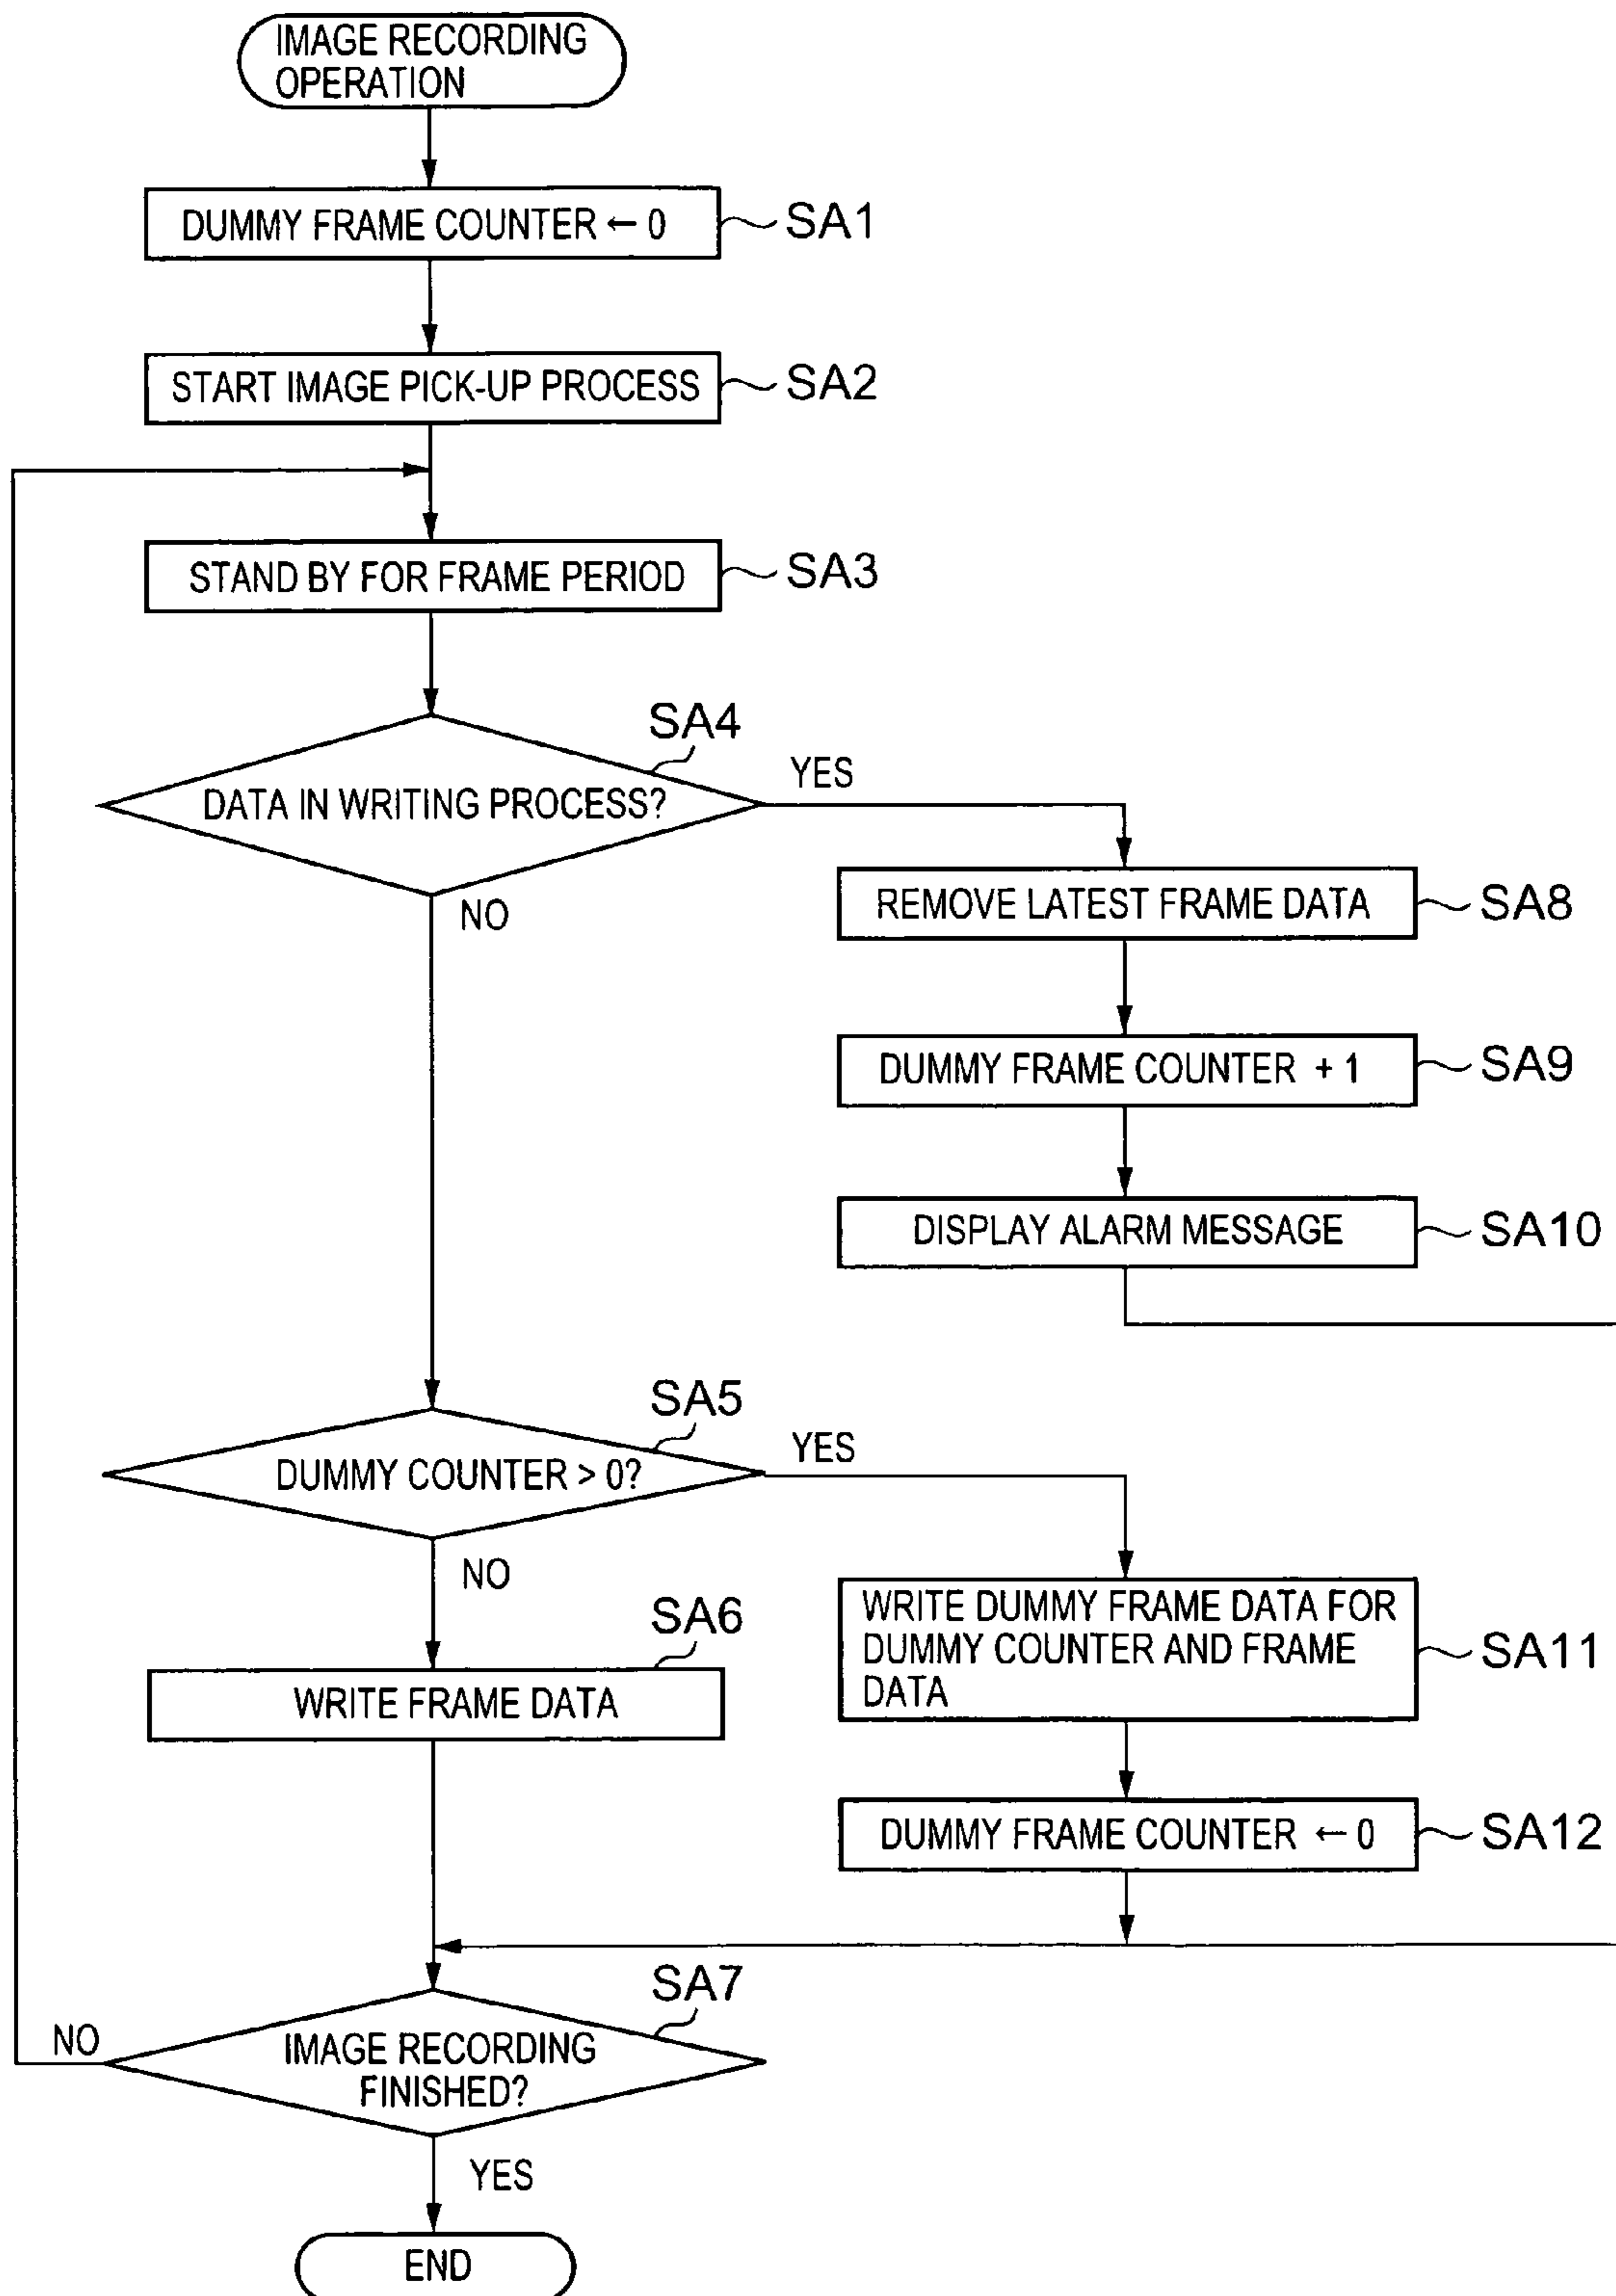 IMAGE RECORDING
OPERATION
DUMMY FRAME COUNTER ← 0
SA1
START IMAGE PICK-UP PROCESS
SA2
STAND BY FOR FRAME PERIOD
SA3
SA4
DATA IN WRITING PROCESS?
YES
NO
REMOVE LATEST FRAME DATA
SA8
DUMMY FRAME COUNTER + 1
SA9
DISPLAY ALARM MESSAGE
SA10
SA5
DUMMY COUNTER > 0?
YES
NO
SA6
WRITE FRAME DATA
WRITE DUMMY FRAME DATA FOR
DUMMY COUNTER AND FRAME
DATA
SA11
DUMMY FRAME COUNTER ← 0
SA12
SA7
IMAGE RECORDING
FINISHED?
NO
YES
END